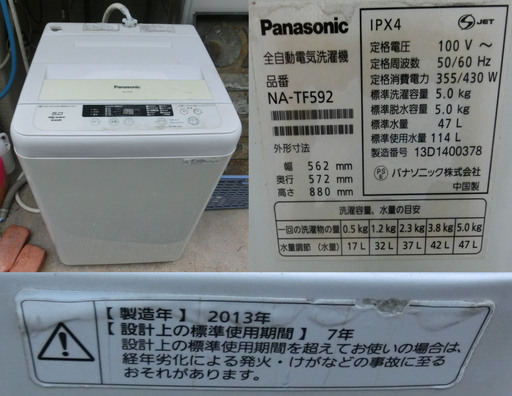 Panasonic
5.0
Panasonic
全自動電気洗濯機
品番
NA-TF592
外形寸法
幅 562 mm
奥行 572 mm
高さ 880 mm
IPX4
S JET
定格電圧 100 V ～
定格周波数 50/60 Hz
定格消費電力 355/430 W
標準洗濯容量 5.0 kg
標準脱水容量 5.0 kg
標準水量 47 L
標準使用水量 114 L
製造番号 13D1400378
PS E パナソニック株式会社
中国製
洗濯容量、水量の目安
一回の洗濯物の量 0.5 kg 1.2 kg 2.3 kg 3.8 kg 5.0 kg
水量調節（水量） 17 L 32 L 37 L 42 L 47 L
【製造年】 2013年
【設計上の標準使用期間】 7年
設計上の標準使用期間を超えてお使いの場合は、
経年劣化による発火・けがなどの事故に至る
おそれがあります。